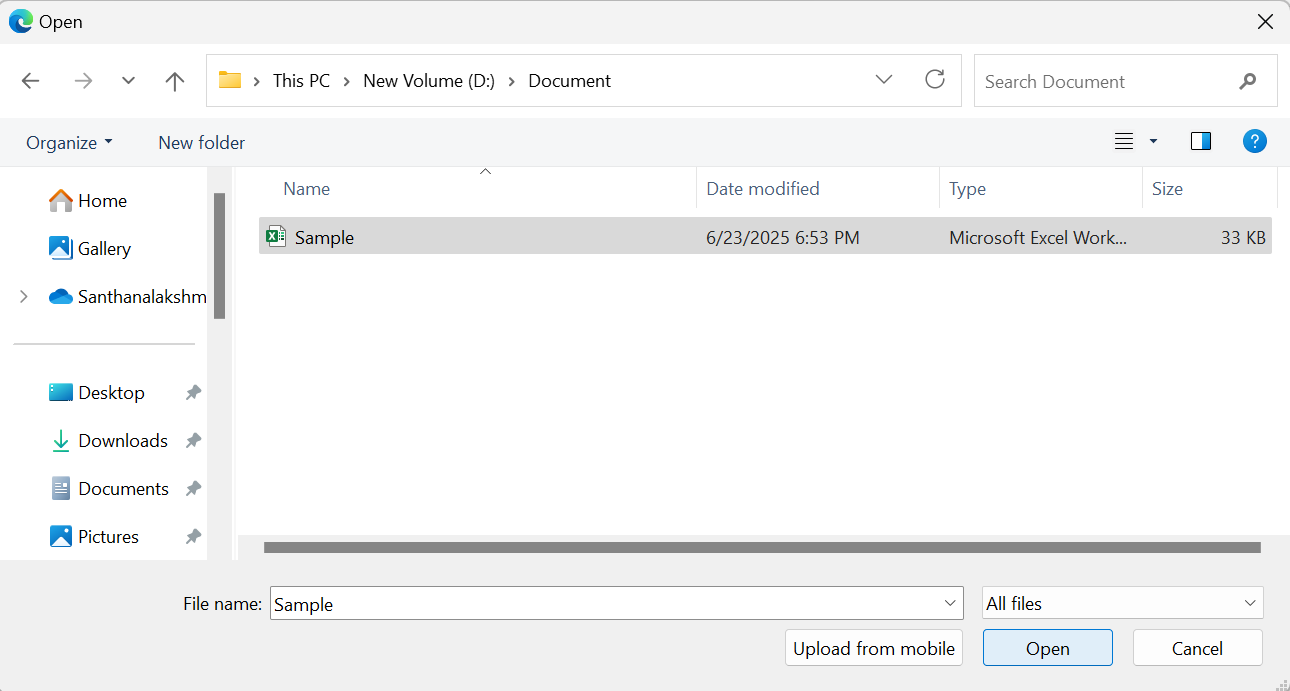 Open
This PC > New Volume (D:) > Document
Search Document
Organize
New folder
Name
Date modified
Type
Size
Home
Gallery
Santhanalakshm
Desktop
Downloads
Documents
Pictures
Sample
6/23/2025 6:53 PM
Microsoft Excel Work...
33 KB
File name:
Sample
All files
Upload from mobile
Open
Cancel